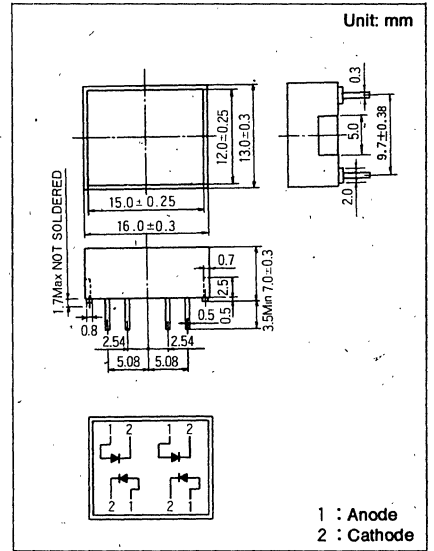 Unit: mm
0.3
12.0±0.25
13.0±0.3
5.0
9.7±0.38
2.0
15.0±0.25
16.0±0.3
1.7Max NOT SOLDERED
0.7
2.5
0.5
0.5
3.5Min 7.0±0.3
0.8
2.54
2.54
5.08
5.08
1 2 1 2
2 1 2 1
1 : Anode
2 : Cathode